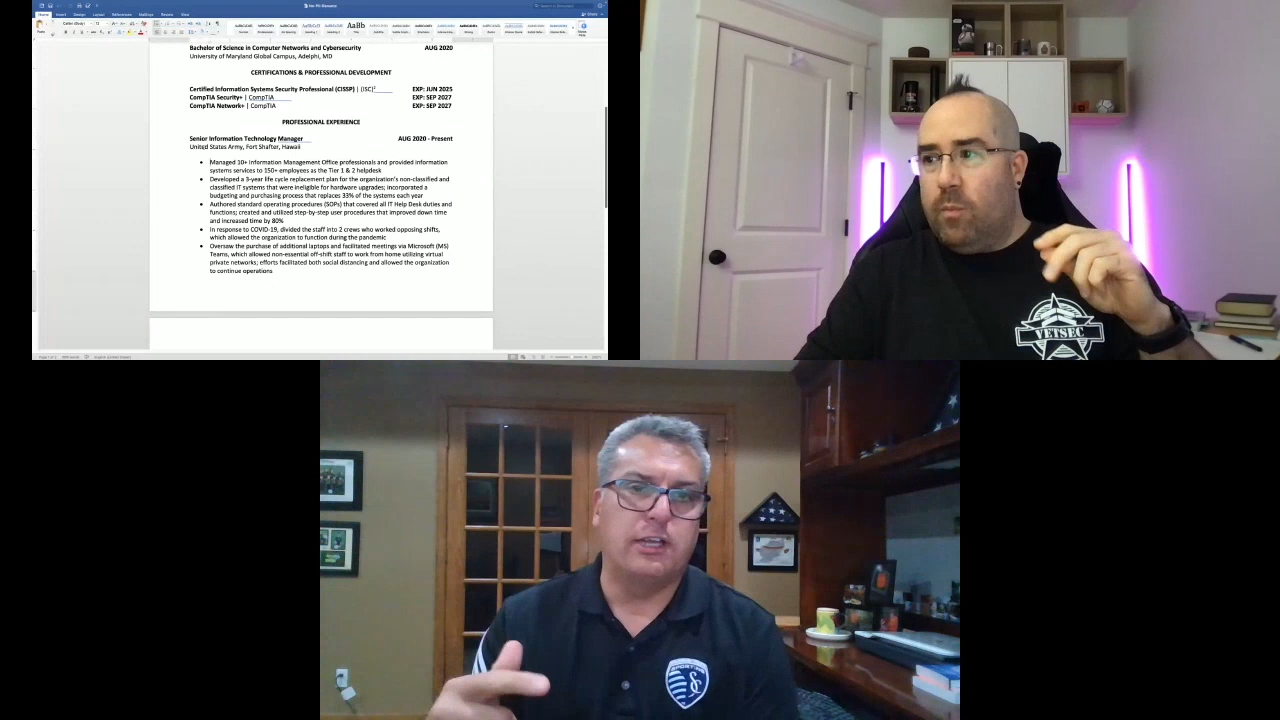 Home Insert Design Layout References Mailings Review View
AaBb
Bachelor of Science in Computer Networks and Cybersecurity AUG 2020
University of Maryland Global Campus, Adelphi, MD
CERTIFICATIONS & PROFESSIONAL DEVELOPMENT
Certified Information Systems Security Professional (CISSP) | (ISC)² EXP: JUN 2025
CompTIA Security+ | CompTIA EXP: SEP 2027
CompTIA Network+ | CompTIA EXP: SEP 2027
PROFESSIONAL EXPERIENCE
Senior Information Technology Manager AUG 2020 - Present
United States Army, Fort Shafter, Hawaii
• Managed 10+ Information Management Office professionals and provided information
systems services to 150+ employees as the Tier 1 & 2 helpdesk
• Developed a 3-year life cycle replacement plan for the organization's non-classified and
classified IT systems that were ineligible for hardware upgrades; incorporated a
budgeting and purchasing process that replaces 33% of the systems each year
• Authored standard operating procedures (SOPs) that covered all IT Help Desk duties and
functions; created and utilized step-by-step user procedures that improved down time
and increased time by 80%
• In response to COVID-19, divided the staff into 2 crews who worked opposing shifts,
which allowed the organization to function during the pandemic
• Oversaw the purchase of additional laptops and facilitated meetings via Microsoft (MS)
Teams, which allowed non-essential off-shift staff to work from home utilizing virtual
private networks; efforts facilitated both social distancing and allowed the organization
to continue operations
VETSEC
SPORTING